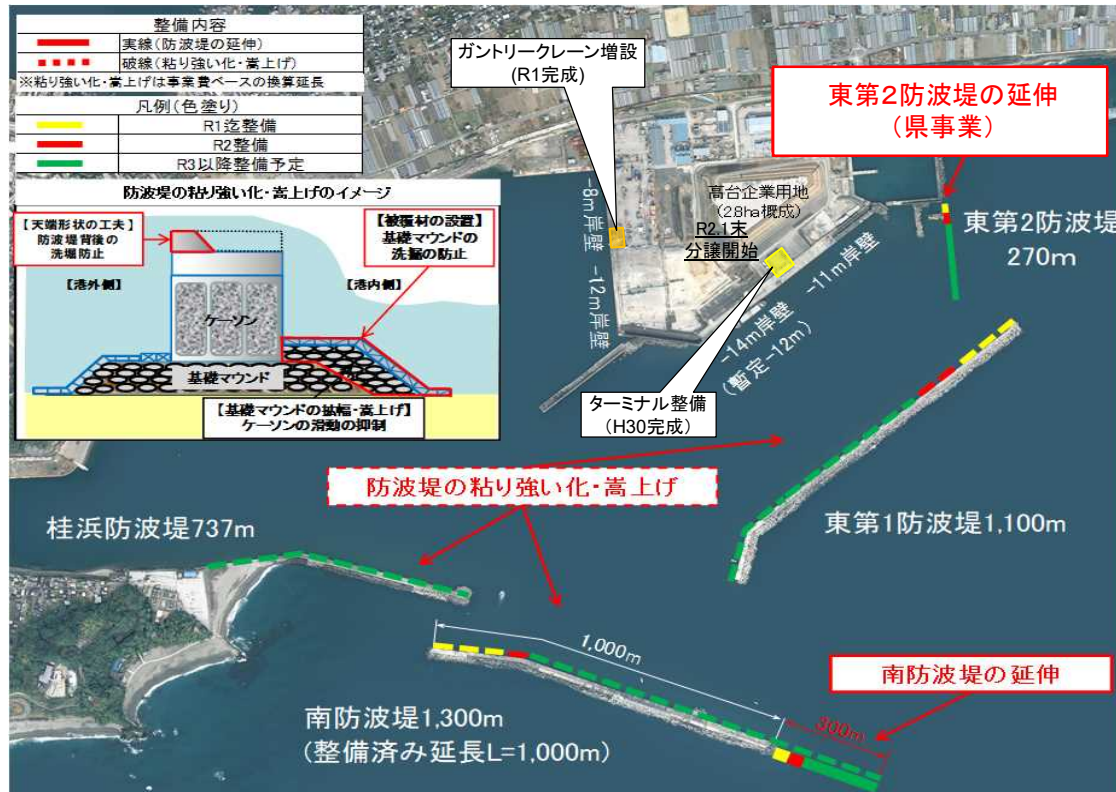 整備内容
実線(防波堤の延伸)
破線(粘り強い化・嵩上げ)
※粘り強い化・嵩上げは事業費ベースの換算延長
凡例(色塗り)
R1迄整備
R2整備
R3以降整備予定
防波堤の粘り強い化・嵩上げのイメージ
【天端形状の工夫】
防波堤背後の
洗堀防止
【被覆材の設置】
基礎マウンドの
洗掘の防止
【港外側】
【港内側】
ケーソン
基礎マウンド
【基礎マウンドの拡幅・嵩上げ】
ケーソンの滑動の抑制
ガントリークレーン増設
(R1完成)
東第2防波堤の延伸
(県事業)
高台企業用地
(28ha概成)
R2.1末
分譲開始
-8m岸壁
-12m岸壁
-11m岸壁
-14m岸壁
(暫定-12m)
ターミナル整備
(H30完成)
東第2防波堤
270m
防波堤の粘り強い化・嵩上げ
東第1防波堤1,100m
桂浜防波堤737m
1,000m
南防波堤の延伸
300m
南防波堤1,300m
(整備済み延長L=1,000m)